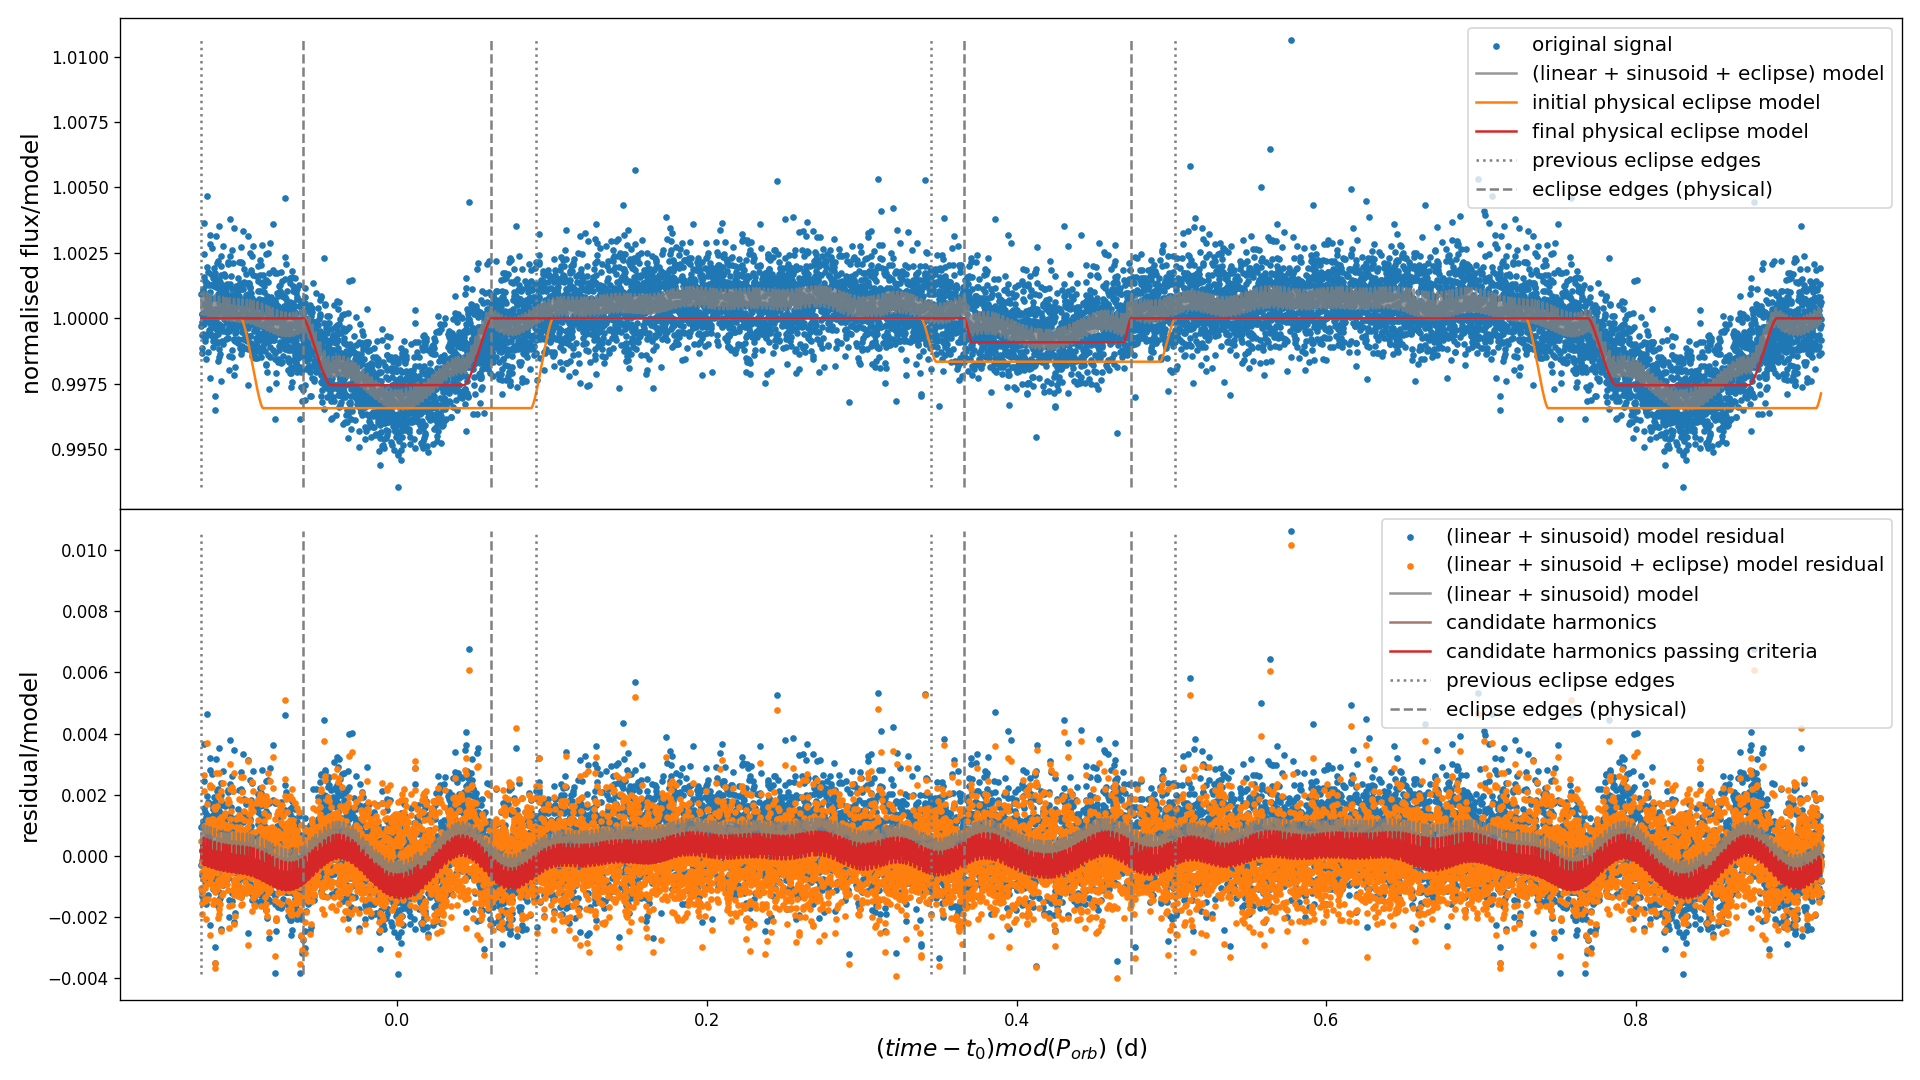 normalised flux/model
1.0100
1.0075
1.0050
1.0025
1.0000
0.9975
0.9950
original signal
(linear + sinusoid + eclipse) model
initial physical eclipse model
final physical eclipse model
previous eclipse edges
eclipse edges (physical)
residual/model
0.010
0.008
0.006
0.004
0.002
0.000
−0.002
−0.004
(linear + sinusoid) model residual
(linear + sinusoid + eclipse) model residual
(linear + sinusoid) model
candidate harmonics
candidate harmonics passing criteria
previous eclipse edges
eclipse edges (physical)
0.0 0.2 0.4 0.6 0.8
(time − t₀)mod(Pₒᵣb) (d)